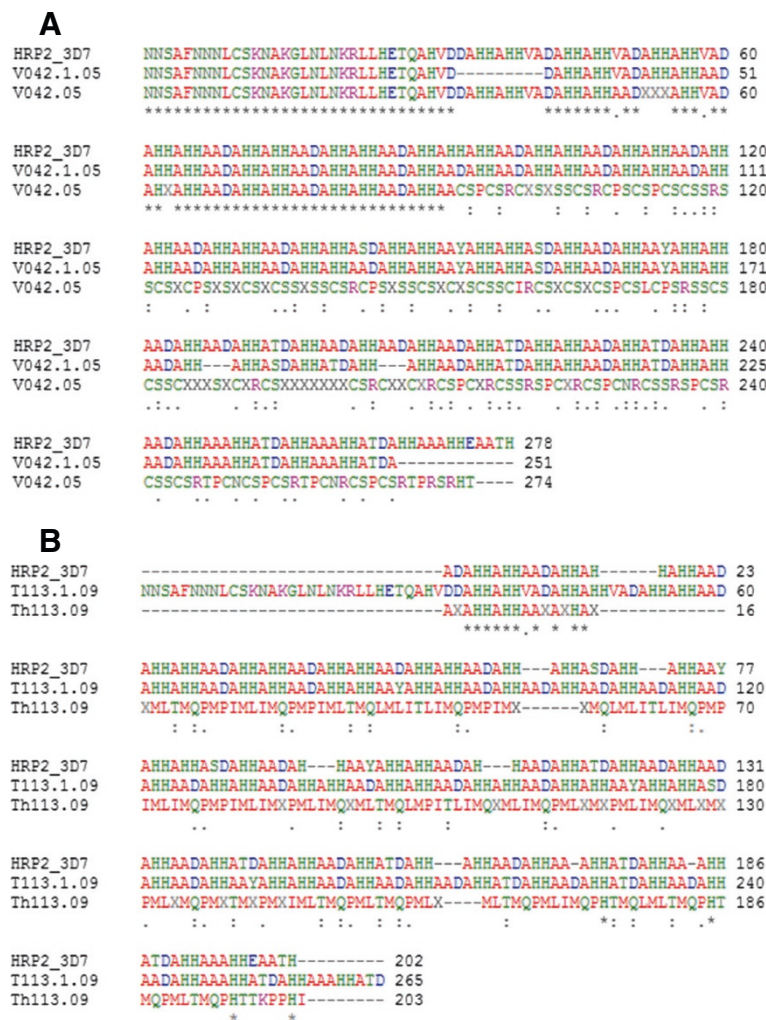 A
HRP2_3D7 NNSAFNNNLCSKNAKGLNLNKRLLHETQAHVDDAHHAHHVADAHHAHHVADAHHAHHVAD 60
V042.1.05 NNSAFNNNLCSKNAKGLNLNKRLLHETQAHVD---------DAHHAHHVADAHHAHHAAD 51
V042.05 NNSAFNNNLCSKNAKGLNLNKRLLHETQAHVDDAHHAHHVADAHHAHHAADXXXAHHVAD 60
******************************** *******.** ***.**
HRP2_3D7 AHHAHHAADAHHAHHAADAHHAHHAADAHHAHHAHHAADAHHAHHAADAHHAHHAADAHH 120
V042.1.05 AHHAHHAADAHHAHHAADAHHAHHAADAHHAADAHHAHHAADAHHAADAHHAHHAADAHH 111
V042.05 AHXAHHAADAHHAHHAADAHHAHHAADAHHAACSPCSRCXSXSSCSRCPSCSPCSCSSRS 120
** **************************** : : : : . : :..::
HRP2_3D7 AHHAADAHHAHHAADAHHAHHASDAHHAHHAAYAHHAHHASDAHHAADAHHAAYAHHAHH 180
V042.1.05 AHHAADAHHAHHAADAHHAHHAADAHHAHHAAYAHHAHHASDAHHAADAHHAAYAHHAHH 171
V042.05 SCSXCPSXSXCSXCSSXSSCSRCPSXSSCSXCXSCSSCIRCSXCSXCSPCSLCPSRSSCS 180
: . : ..: : . : . : .. ... . :: :
HRP2_3D7 AADAHHAADAHHATDAHHAADAHHAADAHHAADAHHATDAHHAHHAADAHHATDAHHAHH 240
V042.1.05 AADAHH---AHHASDAHHATDAHH---AHHAADAHHATDAHHAHHAADAHHATDAHHAHH 225
V042.05 CSSCXXXSXCXRCSXXXXXXXCSRCXXCXRCSPCXRCSSRSPCXRCSPCNRCSSRSPCSR 240
.:.. . :.: . : . :.:. : . :.:. .::.:. . :
HRP2_3D7 AADAHHAAAHHATDAHHAAAHHATDAHHAAAHHEAATH 278
V042.1.05 AADAHHAAAHHATDAHHAAAHHATDA------------ 251
V042.05 CSSCSRTPCNCSPCSRTPCNRCSPCSRTPRSRHT---- 274
. .. . . .. . . .
B
HRP2_3D7 -------------------------------ADAHHAHHAADAHHAH------HAHHAAD 23
T113.1.09 NNSAFNNNLCSKNAKGLNLNKRLLHETQAHVDDAHHAHHVADAHHAHHVADAHHAHHAAD 60
Th113.09 -------------------------------AXAHHAHHAAXAXHAX------------- 16
******.* * **
HRP2_3D7 AHHAHHAADAHHAHHAADAHHAHHAADAHHAHHAADAHH---AHHASDAHH---AHHAAY 77
T113.1.09 AHHAHHAADAHHAHHAADAHHAHHAAYAHHAHHAADAHHAADAHHAADAHHAADAHHAAD 120
Th113.09 XMLTMQPMPIMLIMQPMPIMLTMQLMLITLIMQPMPIMX------XMQLMLITLIMQPMP 70
: :. :. : : :. : :.
HRP2_3D7 AHHAHHASDAHHAADAH---HAAYAHHAHHAADAH---HAADAHHATDAHHAADAHHAAD 131
T113.1.09 AHHAADAHHAHHAADAHHAHHAADAHHAHHAADAHHAHHAADAHHAHHAAYAHHAHHASD 180
Th113.09 IMLIMQPMPIMLIMXPMLIMQXMLTMQLMPITLIMQXMLIMQPMLXMXPMLIMQXMLXMX 130
.. . : : : : :. . .
HRP2_3D7 AHHAADAHHATDAHHAHHAADAHHATDAHH---AHHAADAHHAA-AHHATDAHHAA-AHH 186
T113.1.09 AHHAADAHHAAYAHHAHHAADAHHAADAHHAADAHHATDAHHAADAHHATDAHHAADAHH 240
Th113.09 PMLXMQPMXTMXPMXIMLTMQPMLTMQPMLX----MLTMQPMLIMQPHTMQLMLTMQPHT 186
. :. : . : :. : :. : *: : : .*
HRP2_3D7 ATDAHHAAAHHEAATH--------- 202
T113.1.09 AADAHHAAAHHATDAHHAAAHHATD 265
Th113.09 MQPMLTMQPHTTKPPHI-------- 203
* *